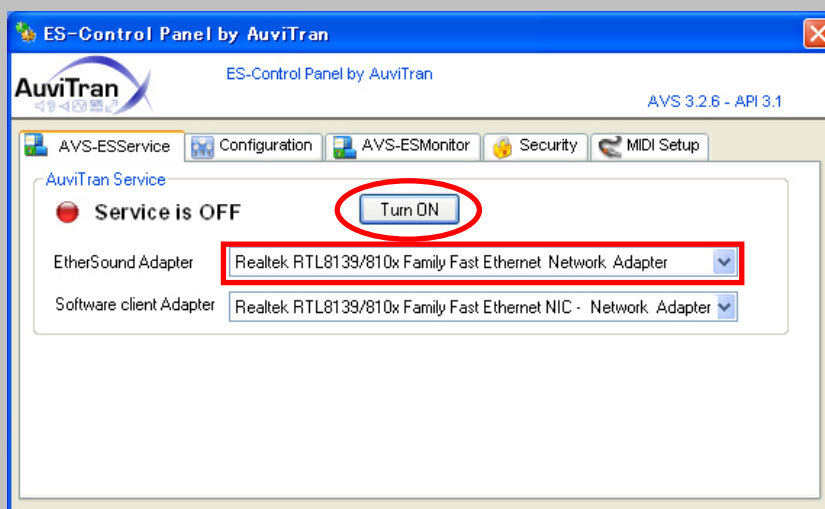 ES-Control Panel by AuviTran
AuviTran
ES-Control Panel by AuviTran
AVS 3.2.6 - API 3.1
AVS-ESService Configuration AVS-ESMonitor Security MIDI Setup
AuviTran Service
Service is OFF Turn ON
EtherSound Adapter Realtek RTL8139/810x Family Fast Ethernet Network Adapter
Software client Adapter Realtek RTL8139/810x Family Fast Ethernet NIC - Network Adapter